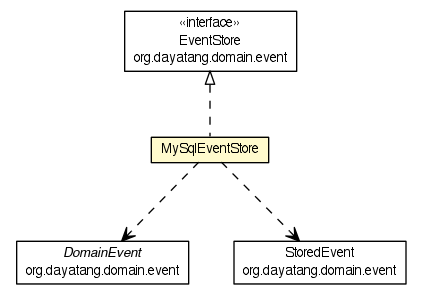 «interface»
EventStore
org.dayatang.domain.event
MySqlEventStore
DomainEvent
org.dayatang.domain.event
StoredEvent
org.dayatang.domain.event